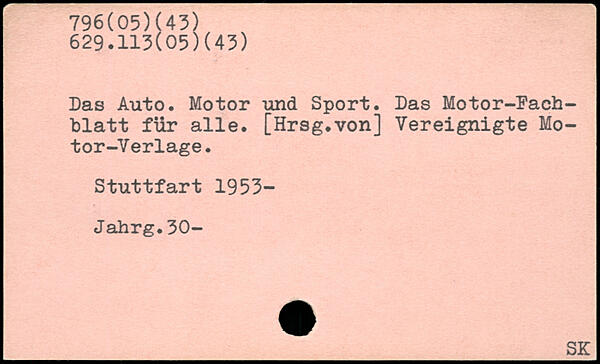 796(05)(43)
629.113(05)(43)
Das Auto. Motor und Sport. Das Motor-Fach-
blatt für alle. [Hrsg.von] Vereignigte Mo-
tor-Verlage.
Stuttfart 1953-
Jahrg.30-
SK